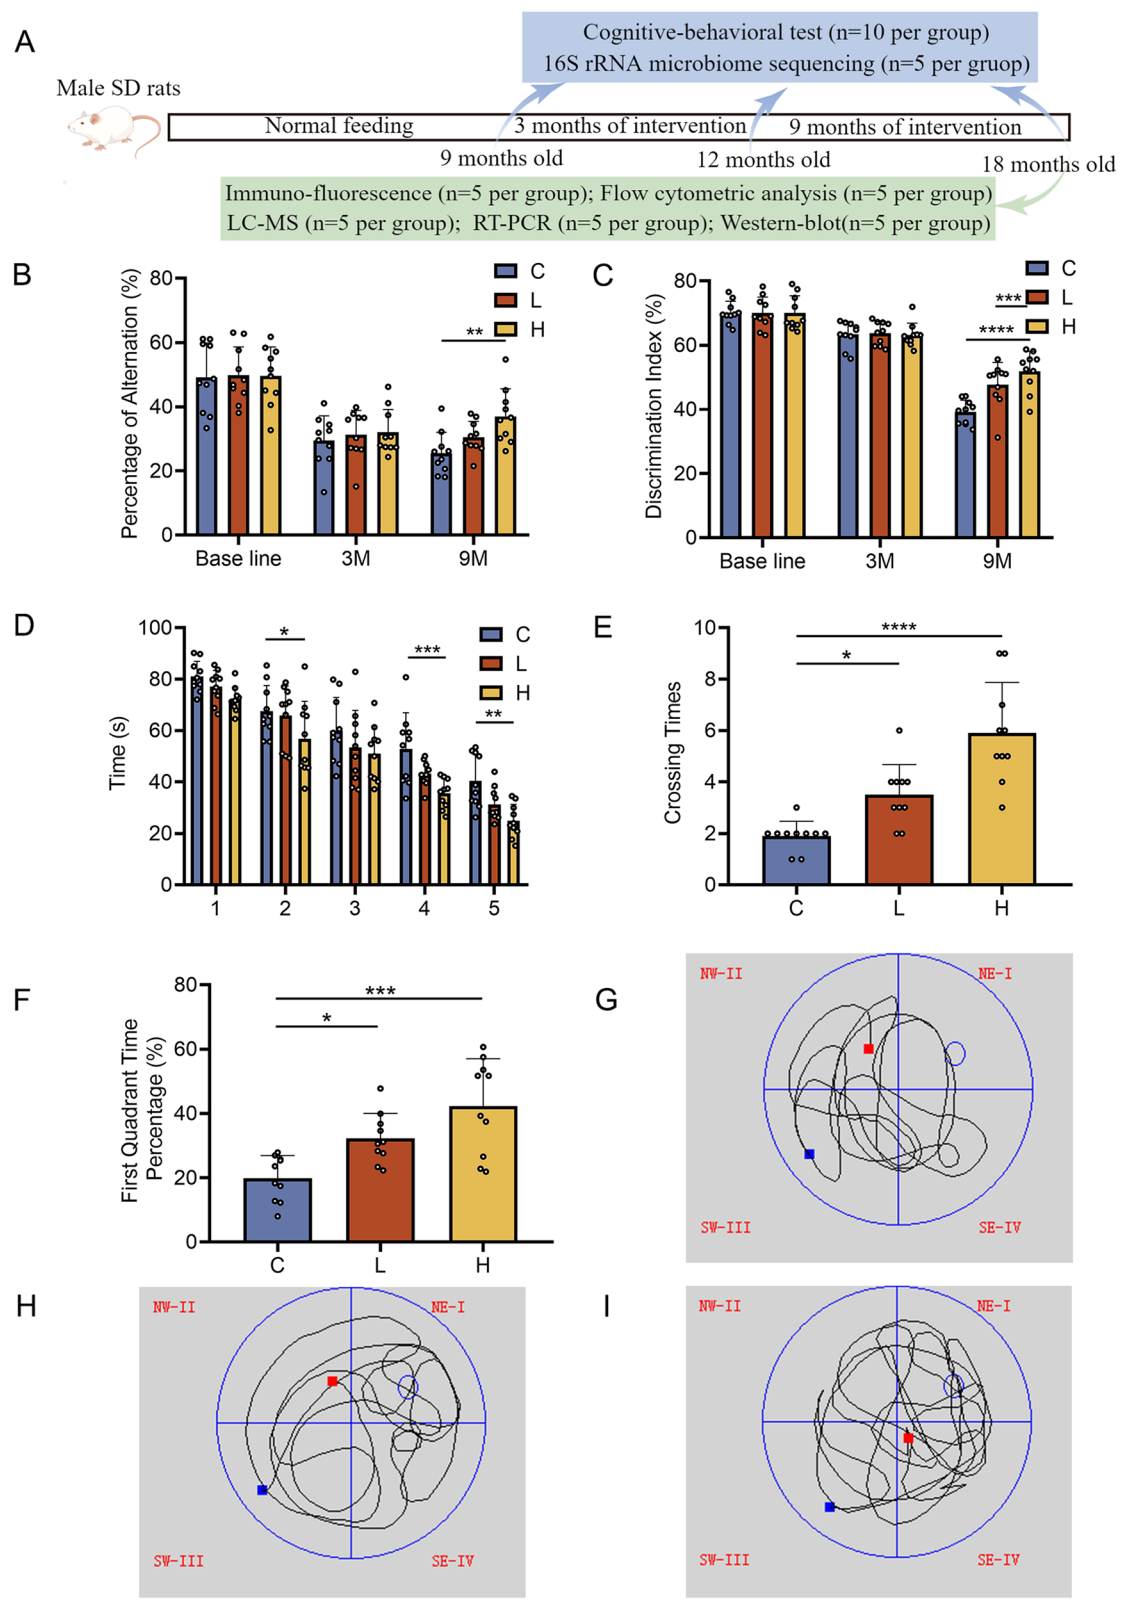 A
Cognitive-behavioral test (n=10 per group)
16S rRNA microbiome sequencing (n=5 per gruop)
Male SD rats
Normal feeding
3 months of intervention
9 months of intervention
9 months old
12 months old
18 months old
Immuno-fluorescence (n=5 per group); Flow cytometric analysis (n=5 per group)
LC-MS (n=5 per group); RT-PCR (n=5 per group); Western-blot(n=5 per group)
B
Percentage of Alternation (%)
80
60
40
20
0
Base line
3M
9M
**
C
L
H
C
Discrimination Index (%)
80
60
40
20
0
Base line
3M
9M
****
***
C
L
H
D
Time (s)
100
80
60
40
20
0
1
2
3
4
5
*
***
**
C
L
H
E
Crossing Times
10
8
6
4
2
0
C
L
H
****
*
F
First Quadrant Time
Percentage (%)
80
60
40
20
0
C
L
H
***
*
G
NW-II
NE-I
SW-III
SE-IV
H
NW-II
NE-I
SW-III
SE-IV
I
NW-II
NE-I
SW-III
SE-IV